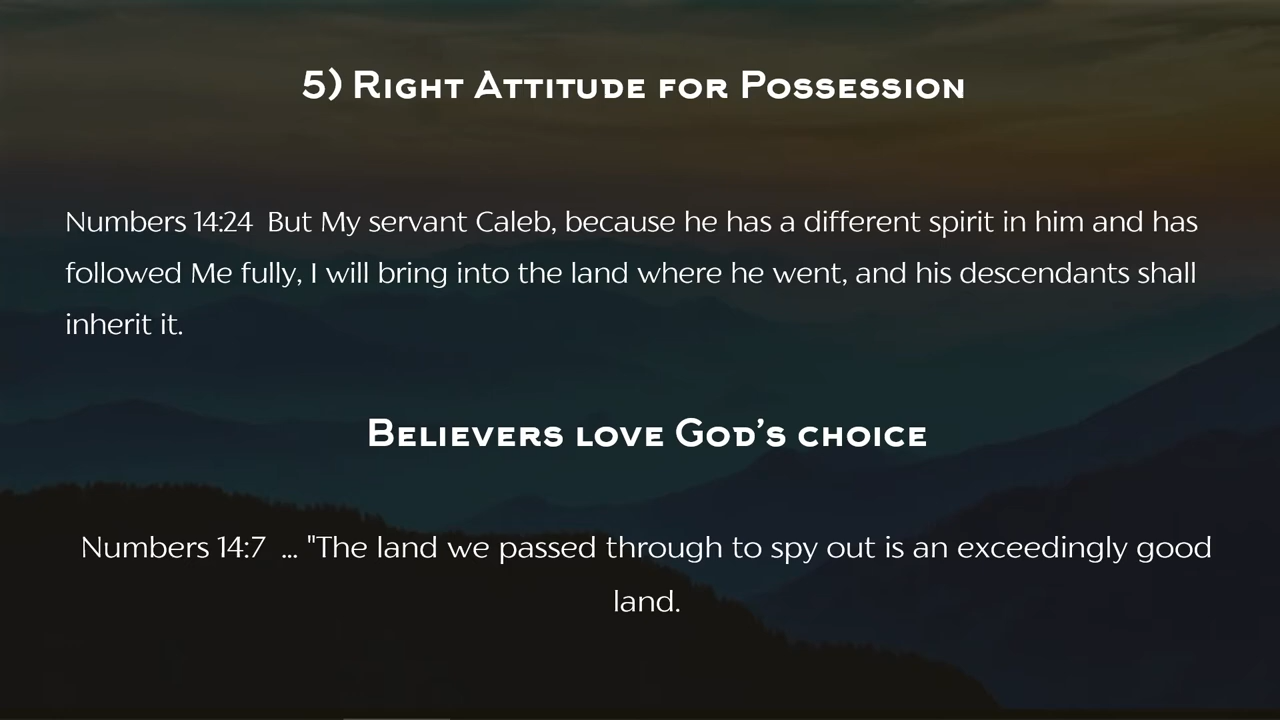 5) Right Attitude for Possession
Numbers 14:24  But My servant Caleb, because he has a different spirit in him and has
followed Me fully, I will bring into the land where he went, and his descendants shall
inherit it.
Believers love God’s choice
Numbers 14:7  ... "The land we passed through to spy out is an exceedingly good
land.